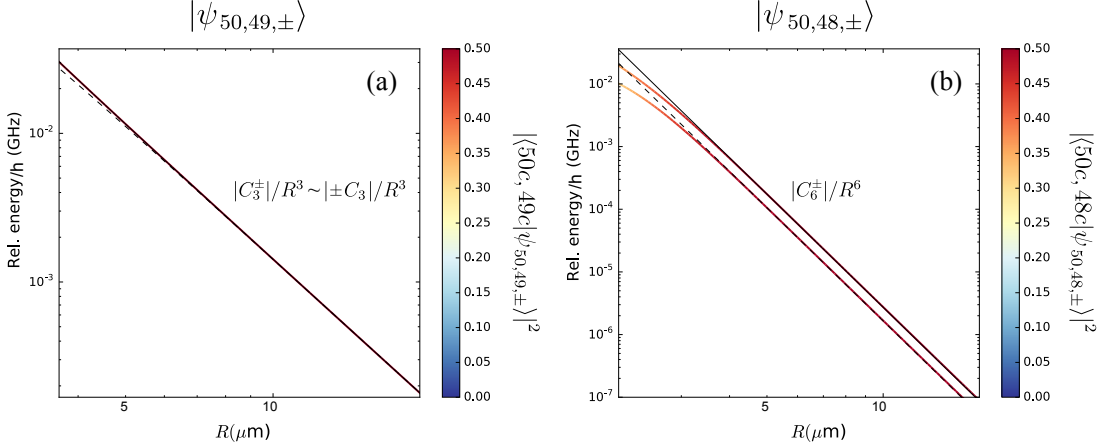 |ψ50,49,±⟩
(a)
Rel. energy/h (GHz)
10⁻²
10⁻³
|C₃^±|/R³~|±C₃|/R³
5
10
R(μm)
0.50
0.45
0.40
0.35
0.30
0.25
0.20
0.15
0.10
0.05
0.00
|⟨50c, 49c|ψ50,49,±⟩|²
|ψ50,48,±⟩
(b)
Rel. energy/h (GHz)
10⁻²
10⁻³
10⁻⁴
10⁻⁵
10⁻⁶
10⁻⁷
|C₆^±|/R⁶
5
10
R(μm)
0.50
0.45
0.40
0.35
0.30
0.25
0.20
0.15
0.10
0.05
0.00
|⟨50c, 48c|ψ50,48,±⟩|²